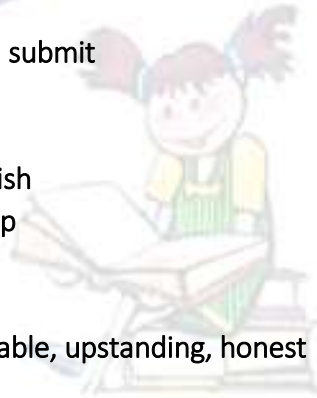 submit
ish
p
able, upstanding, honest